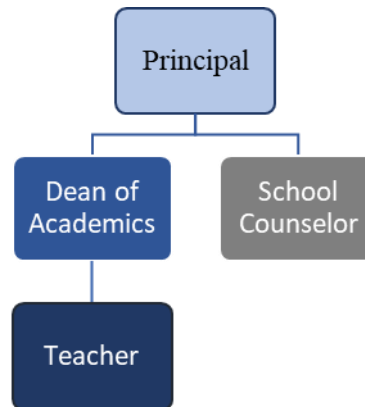 Principal
Dean of
Academics
School
Counselor
Teacher